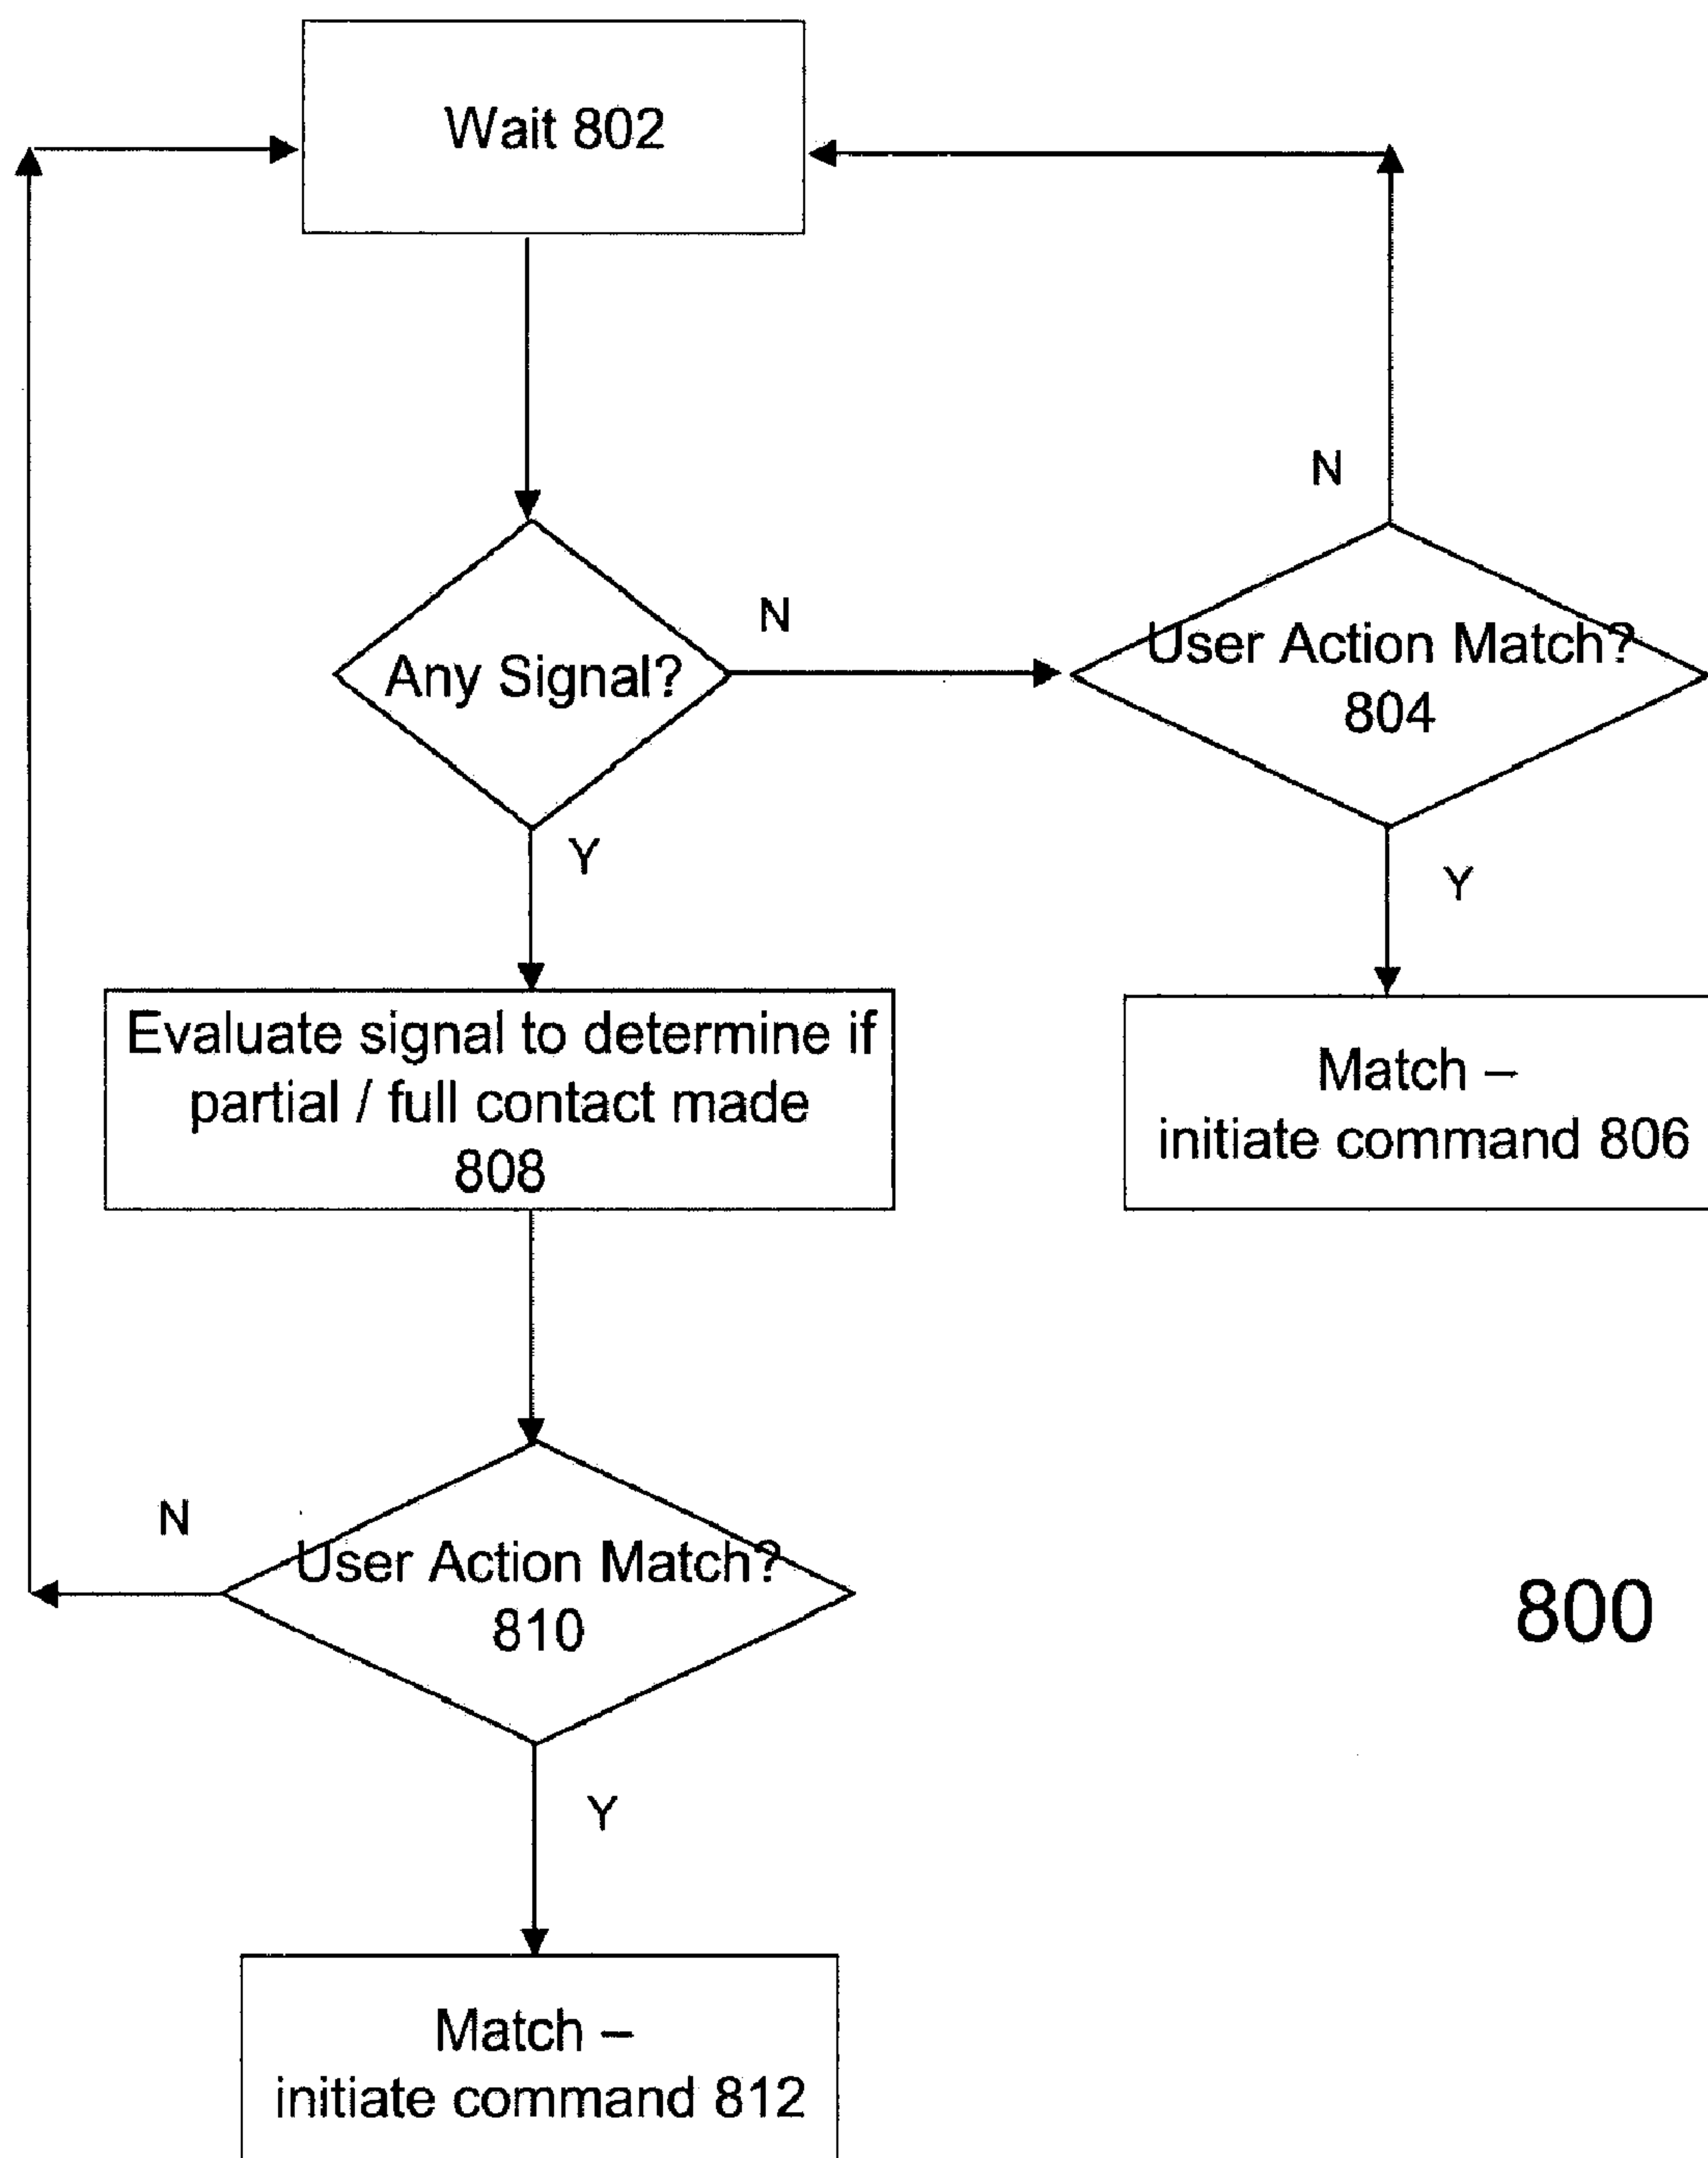 Wait 802
N
N
Any Signal?
User Action Match?
804
Y
Y
Evaluate signal to determine if
partial / full contact made
808
Match –
initiate command 806
N
User Action Match?
810
800
Y
Match –
initiate command 812